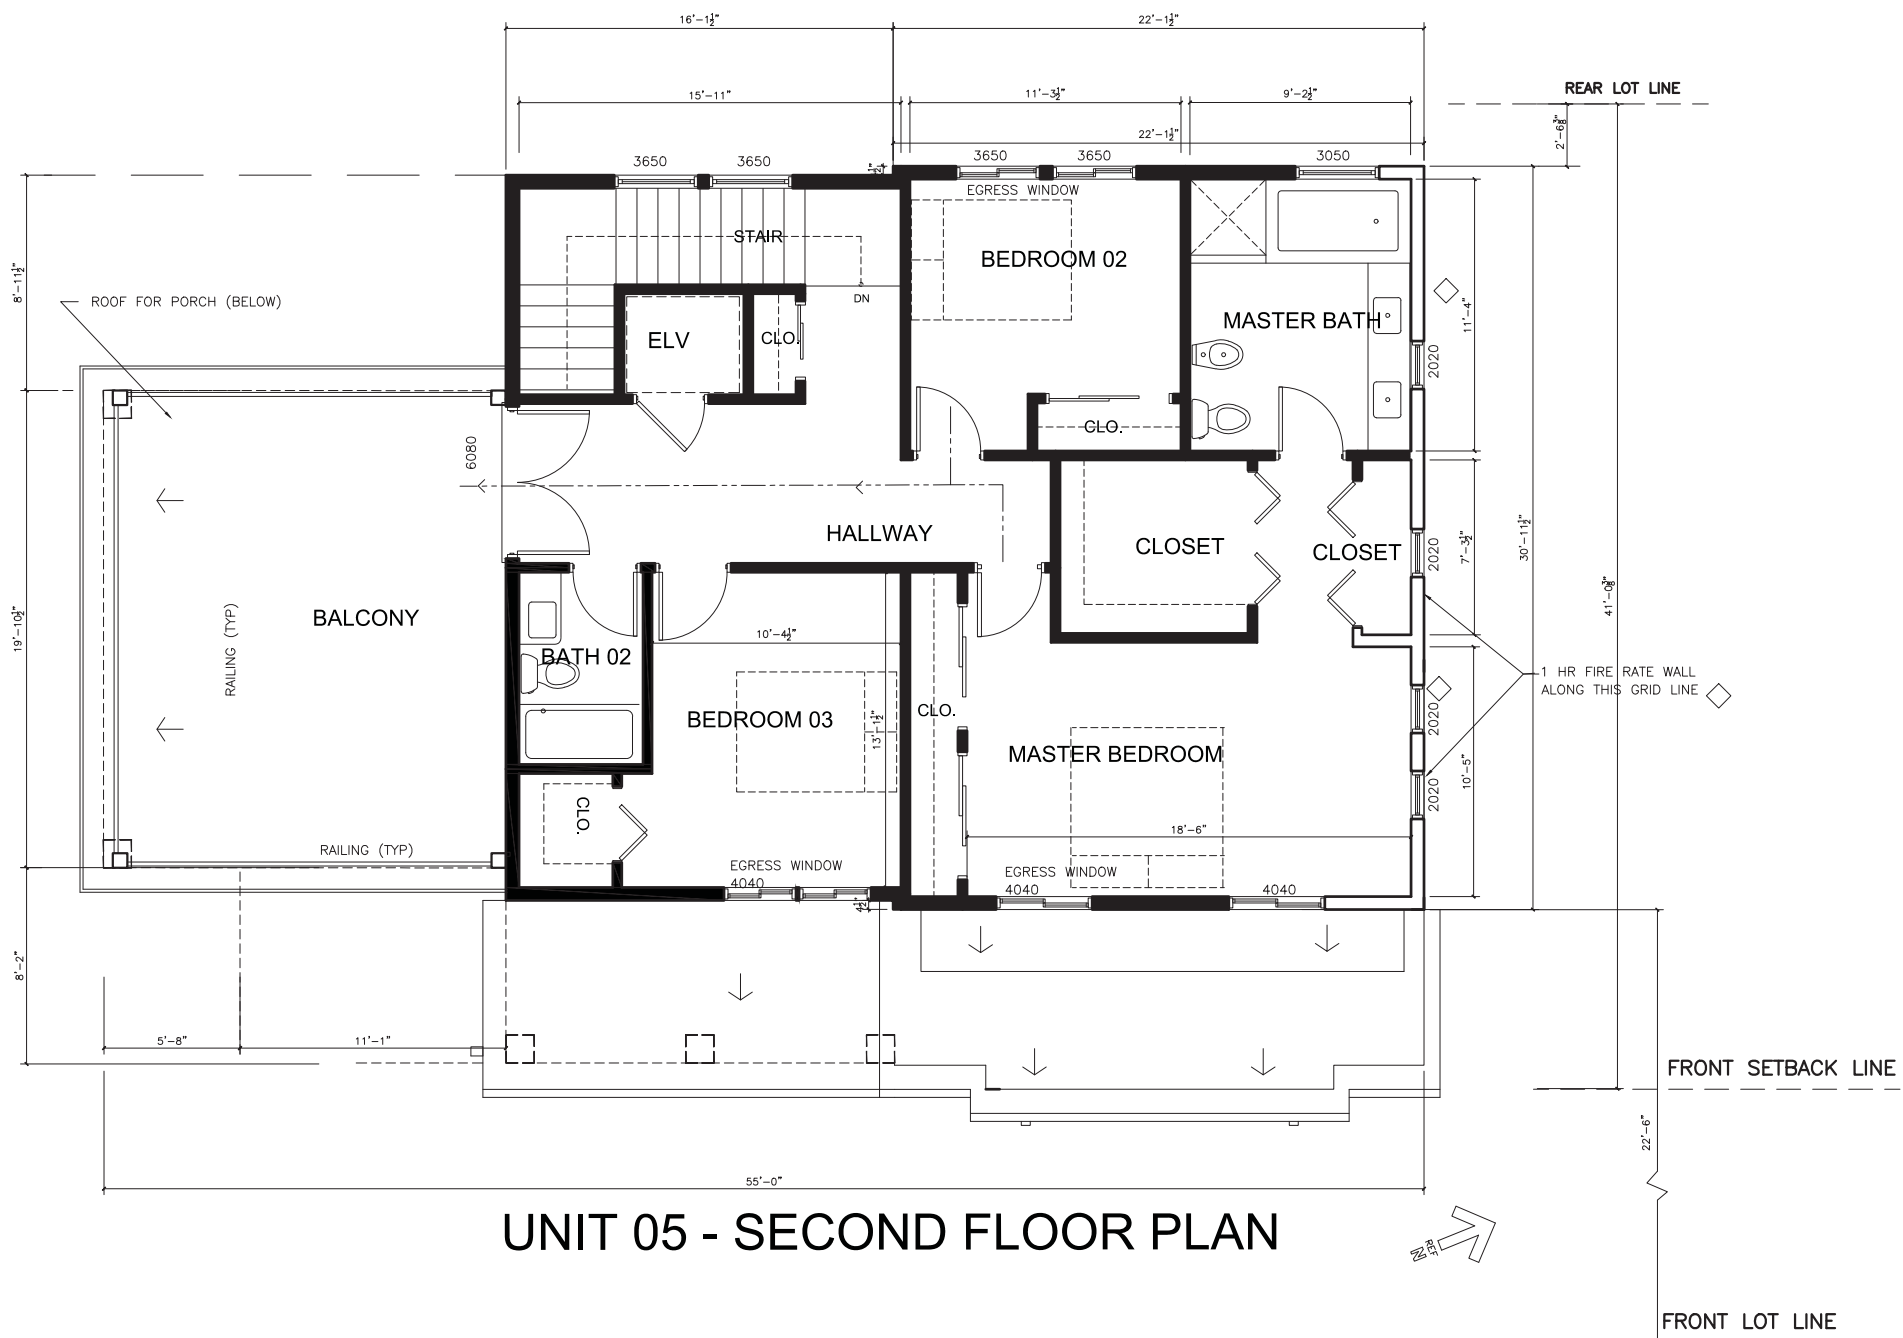 16'-1½"
22'-1½"
REAR LOT LINE
15'-11"
11'-3½"
9'-2½"
2'-6⅜"
22'-1½"
3650
3650
3650
3650
3050
EGRESS WINDOW
STAIR
BEDROOM 02
8'-11½"
ROOF FOR PORCH (BELOW)
DN
MASTER BATH
11'-4"
ELV
CLO.
2020
CLO.
6080
HALLWAY
CLOSET
CLOSET
2020
7'-3½"
30'-11½"
41'-0⅜"
BALCONY
RAILING (TYP)
19'-10½"
10'-4½"
BATH 02
1 HR FIRE RATE WALL
ALONG THIS GRID LINE
BEDROOM 03
CLO.
13'-1½"
2020
MASTER BEDROOM
10'-5"
2020
CLO.
18'-6"
RAILING (TYP)
EGRESS WINDOW
EGRESS WINDOW
4040
4040
4040
4½"
8'-2"
5'-8"
11'-1"
FRONT SETBACK LINE
22'-6"
55'-0"
UNIT 05 - SECOND FLOOR PLAN
REF
N
FRONT LOT LINE